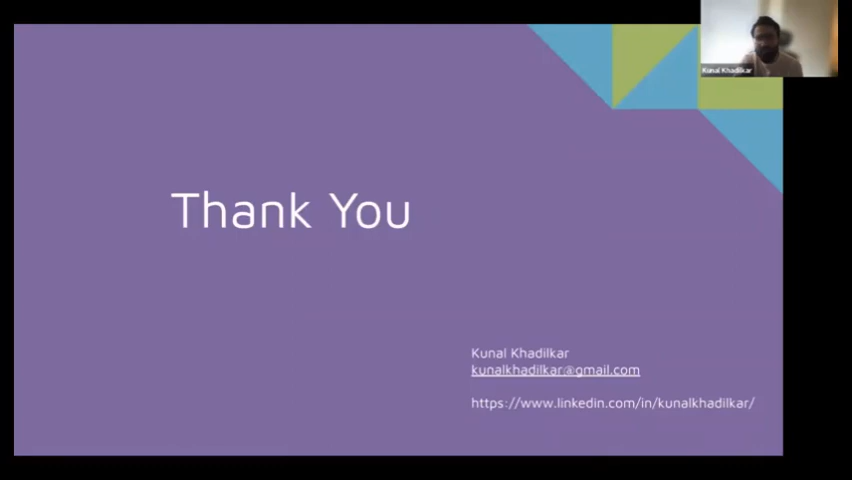 Kunal Khadilkar
Thank You
Kunal Khadilkar
kunalkhadilkar@gmail.com
https://www.linkedin.com/in/kunalkhadilkar/